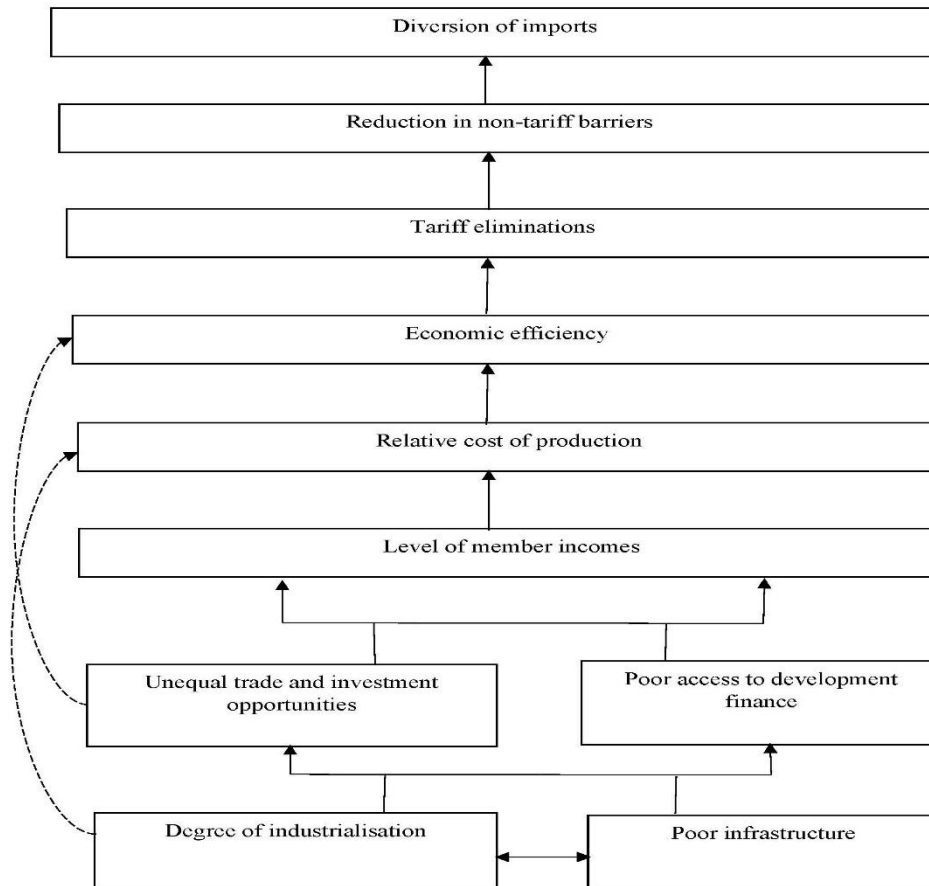 Diversion of imports
Reduction in non-tariff barriers
Tariff eliminations
Economic efficiency
Relative cost of production
Level of member incomes
Unequal trade and investment
opportunities
Poor access to development
finance
Degree of industrialisation
Poor infrastructure